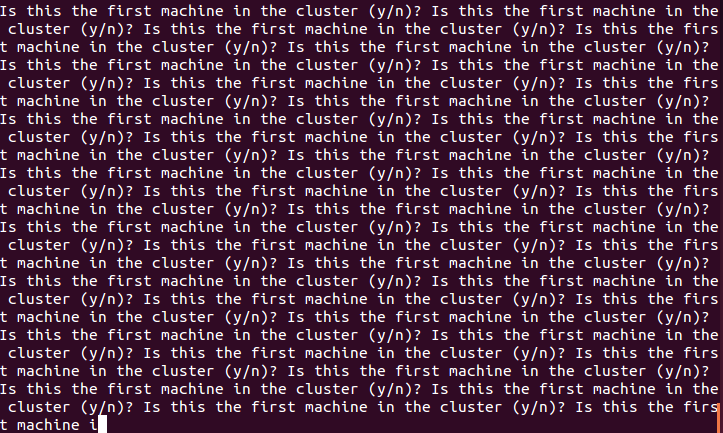 Is this the first machine in the cluster (y/n)? Is this the first machine in the
 cluster (y/n)? Is this the first machine in the cluster (y/n)? Is this the firs
t machine in the cluster (y/n)? Is this the first machine in the cluster (y/n)?
Is this the first machine in the cluster (y/n)? Is this the first machine in the
 cluster (y/n)? Is this the first machine in the cluster (y/n)? Is this the firs
t machine in the cluster (y/n)? Is this the first machine in the cluster (y/n)?
Is this the first machine in the cluster (y/n)? Is this the first machine in the
 cluster (y/n)? Is this the first machine in the cluster (y/n)? Is this the firs
t machine in the cluster (y/n)? Is this the first machine in the cluster (y/n)?
Is this the first machine in the cluster (y/n)? Is this the first machine in the
 cluster (y/n)? Is this the first machine in the cluster (y/n)? Is this the firs
t machine in the cluster (y/n)? Is this the first machine in the cluster (y/n)?
Is this the first machine in the cluster (y/n)? Is this the first machine in the
 cluster (y/n)? Is this the first machine in the cluster (y/n)? Is this the firs
t machine in the cluster (y/n)? Is this the first machine in the cluster (y/n)?
Is this the first machine in the cluster (y/n)? Is this the first machine in the
 cluster (y/n)? Is this the first machine in the cluster (y/n)? Is this the firs
t machine in the cluster (y/n)? Is this the first machine in the cluster (y/n)?
Is this the first machine in the cluster (y/n)? Is this the first machine in the
 cluster (y/n)? Is this the first machine in the cluster (y/n)? Is this the firs
t machine in the cluster (y/n)? Is this the first machine in the cluster (y/n)?
Is this the first machine in the cluster (y/n)? Is this the first machine in the
 cluster (y/n)? Is this the first machine in the cluster (y/n)? Is this the firs
t machine i